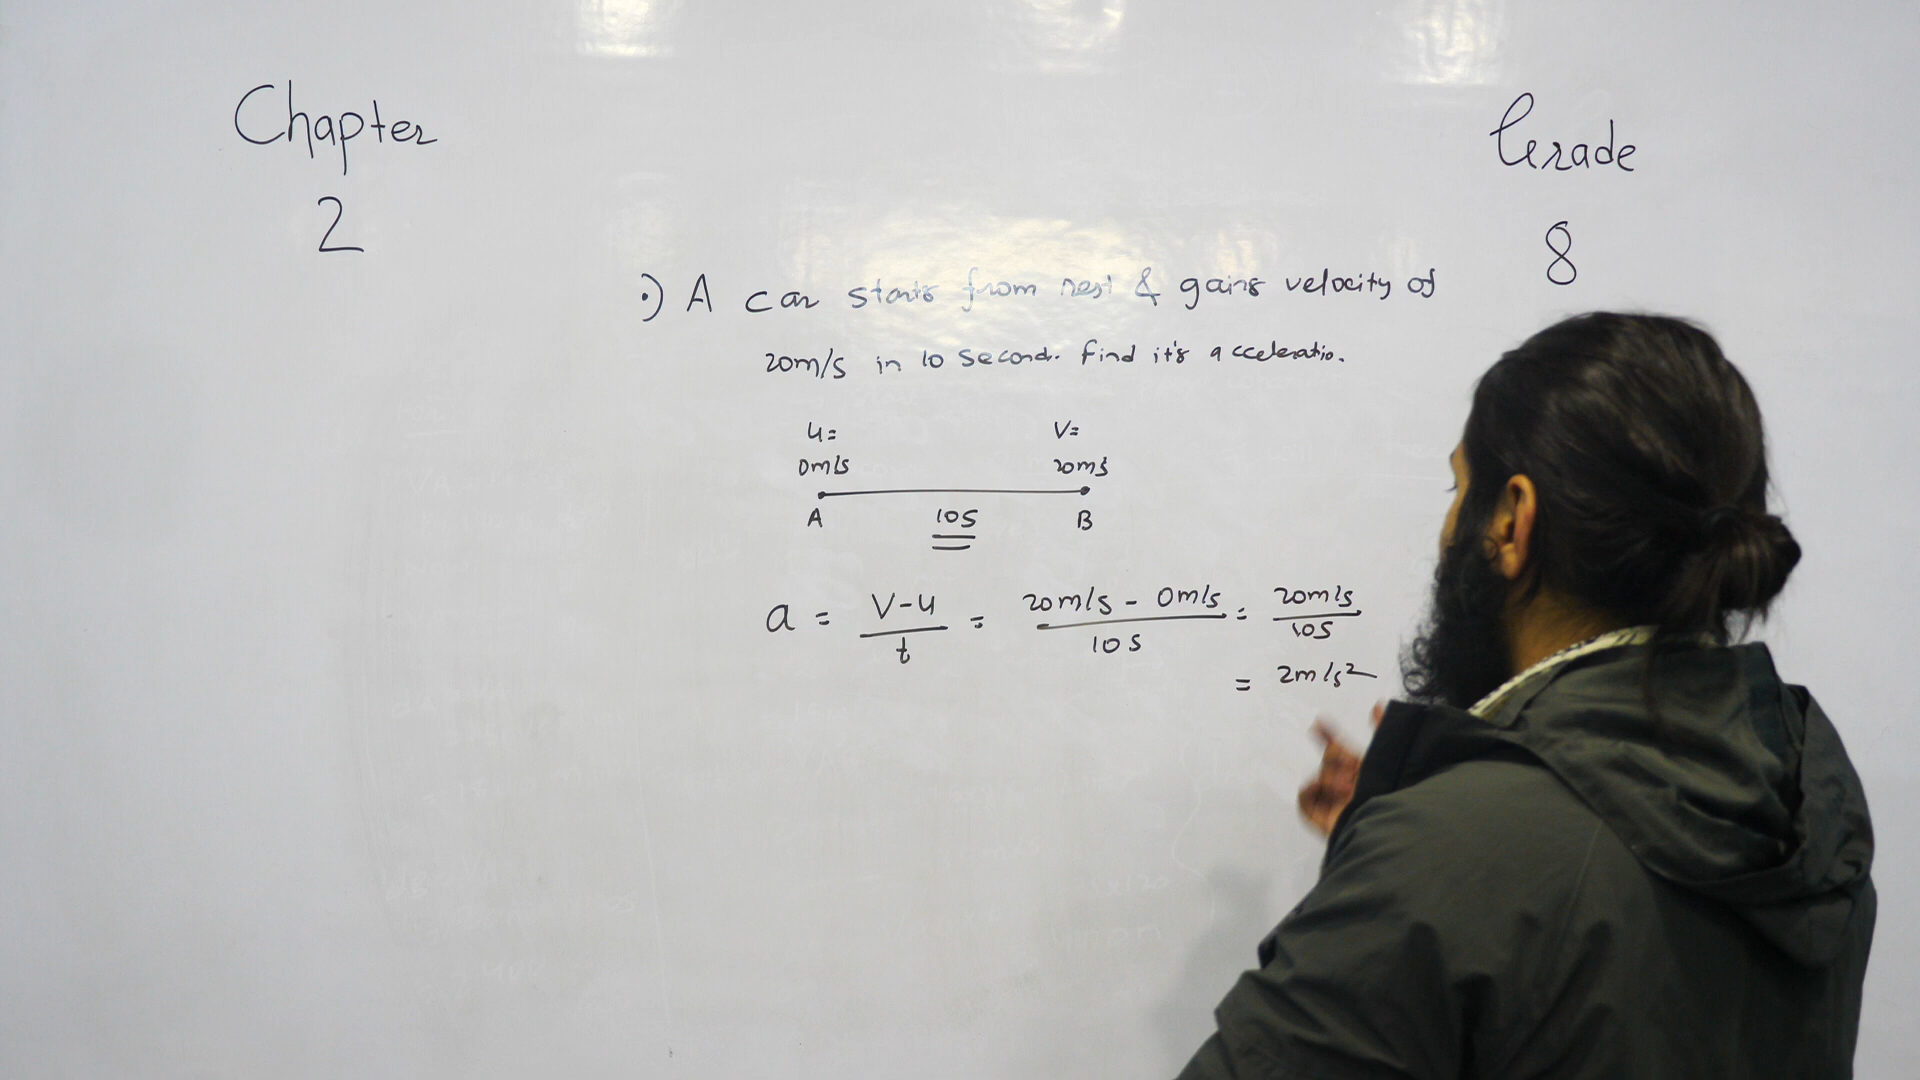 Chapter
2
Grade
8
•) A car starts from rest & gains velocity of
20m/s in 10 second. find it's acceleratio.
u= V=
0m/s 20ms
A 10s B
a = V-u/t = 20m/s - 0m/s/10s = 20m/s/10s
= 2m/s²